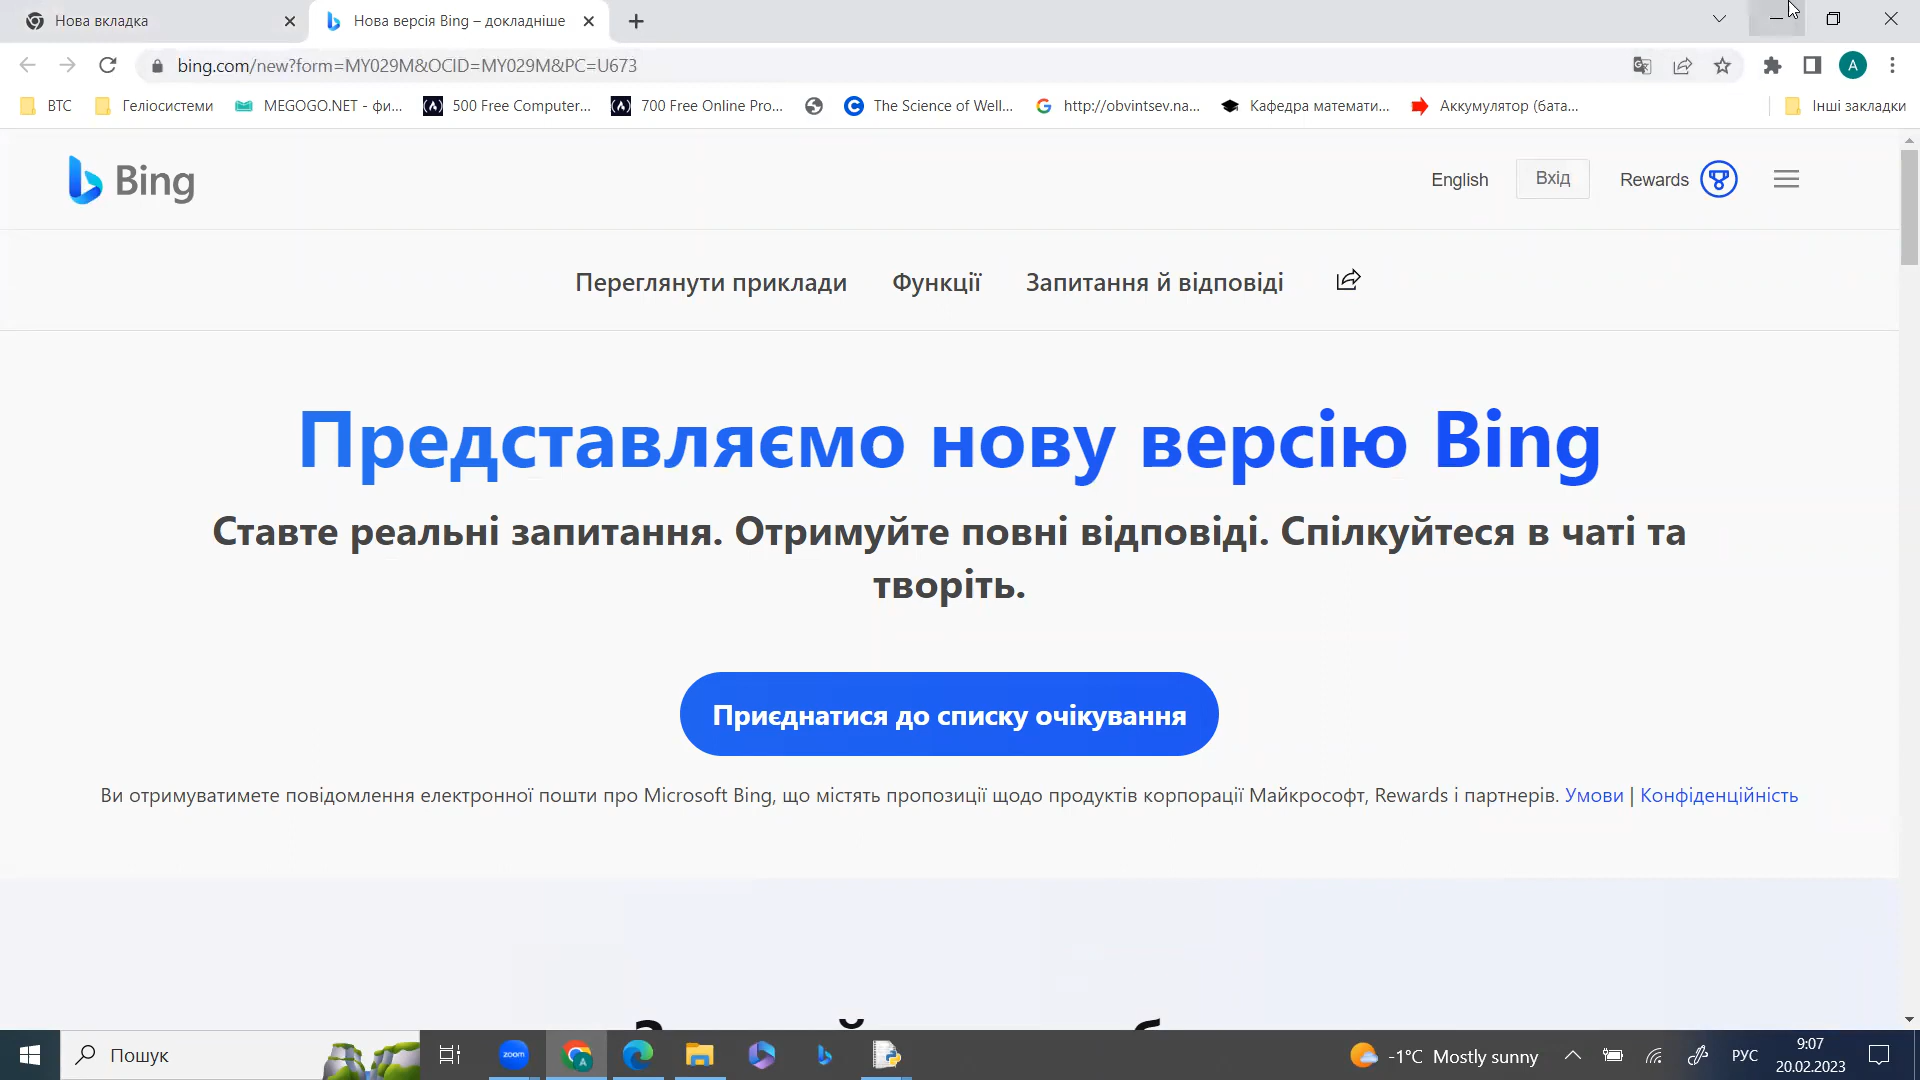 Нова вкладка
Нова версія Bing – докладніше
bing.com/new?form=MY029M&OCID=MY029M&PC=U673
A
BTC
Геліосистеми
MEGOGO.NET - фи...
500 Free Computer...
700 Free Online Pro...
The Science of Well...
http://obvintsev.na...
Кафедра математи...
Аккумулятор (бата...
Інші закладки
Bing
English
Вхід
Rewards
Переглянути приклади
Функції
Запитання й відповіді
Представляємо нову версію Bing
Ставте реальні запитання. Отримуйте повні відповіді. Спілкуйтеся в чаті та
творіть.
Приєднатися до списку очікування
Ви отримуватимете повідомлення електронної пошти про Microsoft Bing, що містять пропозиції щодо продуктів корпорації Майкрософт, Rewards і партнерів. Умови | Конфіденційність
Пошук
zoom
A
-1°C Mostly sunny
РУС
9:07
20.02.2023